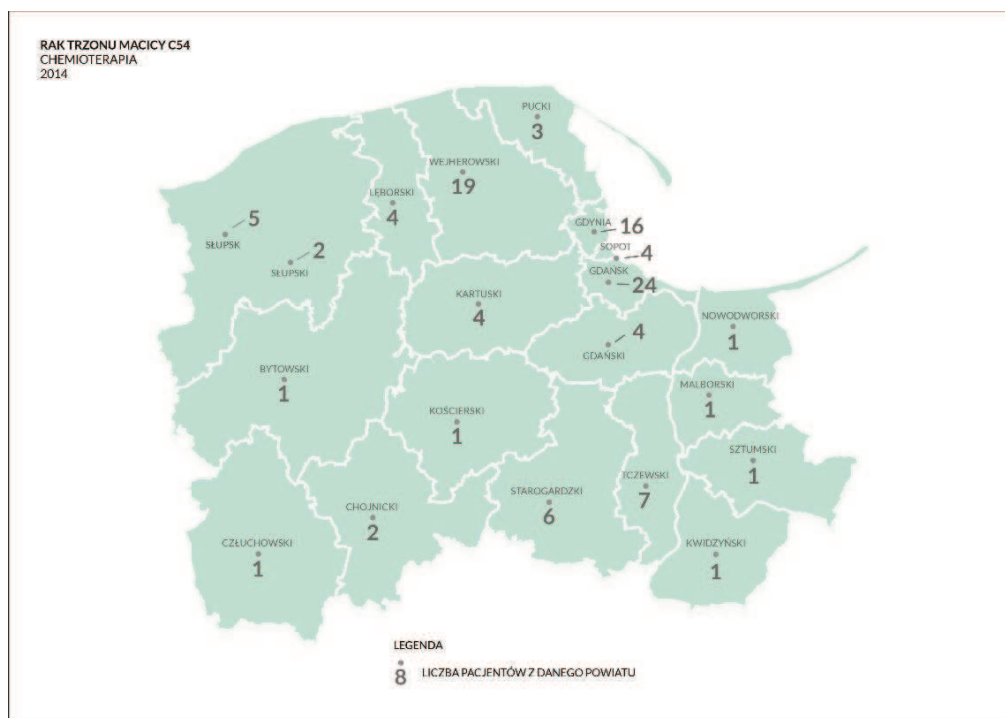 RAK TRZONU MACICY C54
CHEMIOTERAPIA
2014
PUCKI
3
WEJHEROWSKI
19
LĘBORSKI
4
5
SŁUPSK
2
SŁUPSKI
GDYNIA
16
SOPOT
4
GDAŃSK
24
KARTUSKI
4
4
GDAŃSKI
NOWODWORSKI
1
BYTOWSKI
1
MALBORSKI
1
KOŚCIERSKI
1
SZTUMSKI
1
STAROGARDZKI
6
TCZEWSKI
7
CHOJNICKI
2
CZŁUCHOWSKI
1
KWIDZYŃSKI
1
LEGENDA
8
LICZBA PACJENTÓW Z DANEGO POWIATU